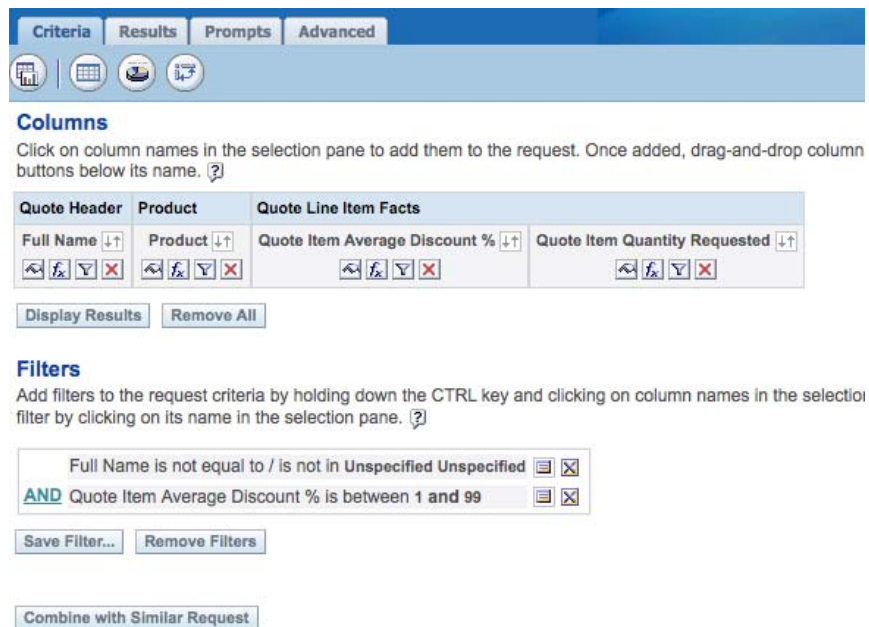 Criteria Results Prompts Advanced
Columns
Click on column names in the selection pane to add them to the request. Once added, drag-and-drop column
buttons below its name. [?]
Quote Header Product Quote Line Item Facts
Full Name Product Quote Item Average Discount % Quote Item Quantity Requested
fx fx fx fx
Display Results Remove All
Filters
Add filters to the request criteria by holding down the CTRL key and clicking on column names in the selectio
filter by clicking on its name in the selection pane. [?]
Full Name is not equal to / is not in Unspecified Unspecified
AND Quote Item Average Discount % is between 1 and 99
Save Filter... Remove Filters
Combine with Similar Request